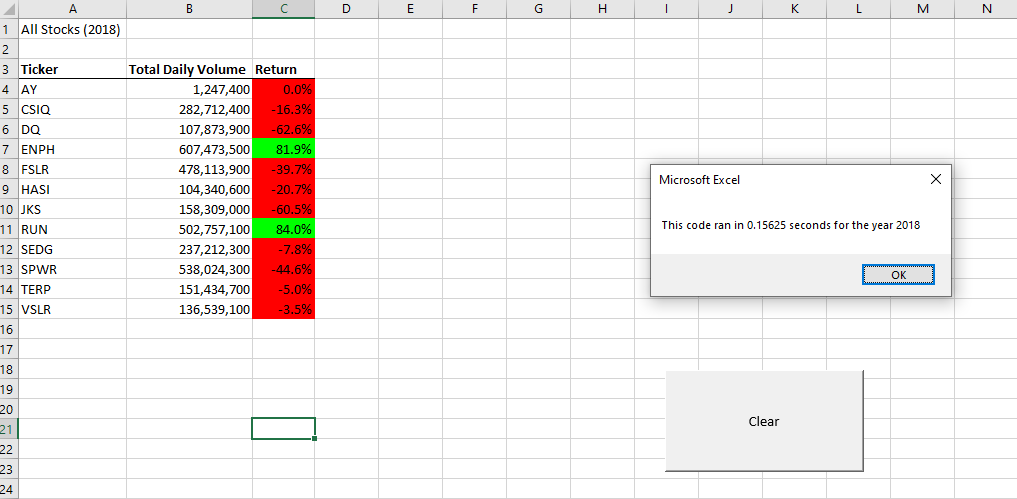 A B C D E F G H I J K L M N
1 All Stocks (2018)
2
3 Ticker Total Daily Volume Return
4 AY 1,247,400 0.0%
5 CSIQ 282,712,400 -16.3%
6 DQ 107,873,900 -62.6%
7 ENPH 607,473,500 81.9%
8 FSLR 478,113,900 -39.7%
9 HASI 104,340,600 -20.7%
10 JKS 158,309,000 -60.5%
11 RUN 502,757,100 84.0%
12 SEDG 237,212,300 -7.8%
13 SPWR 538,024,300 -44.6%
14 TERP 151,434,700 -5.0%
15 VSLR 136,539,100 -3.5%
16
17
18
19
20
21
22
23
24
Microsoft Excel
This code ran in 0.15625 seconds for the year 2018
OK
Clear